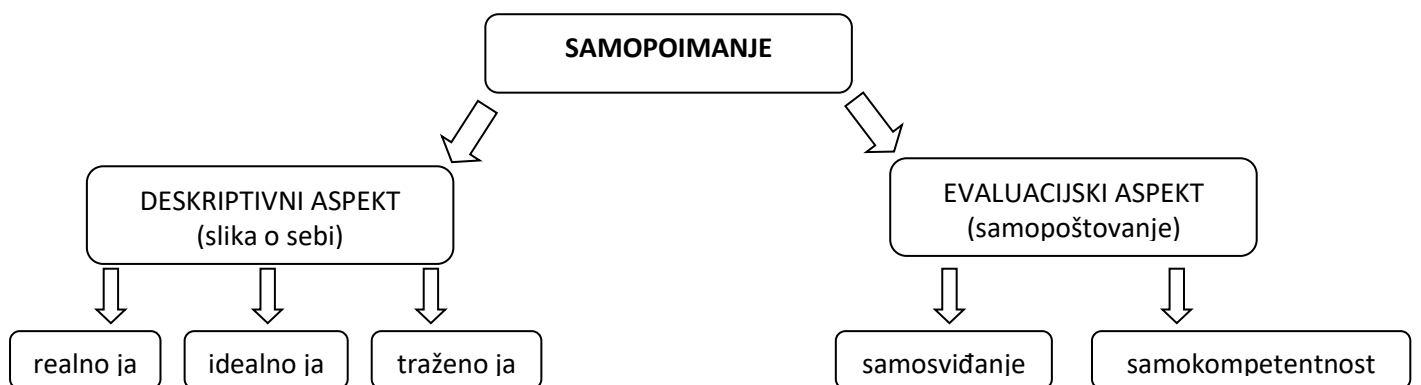 SAMOPOIMANJE
DESKRIPTIVNI ASPEKT
(slika o sebi)
EVALUACIJSKI ASPEKT
(samopoštovanje)
realno ja
idealno ja
traženo ja
samosviđanje
samokompetentnost